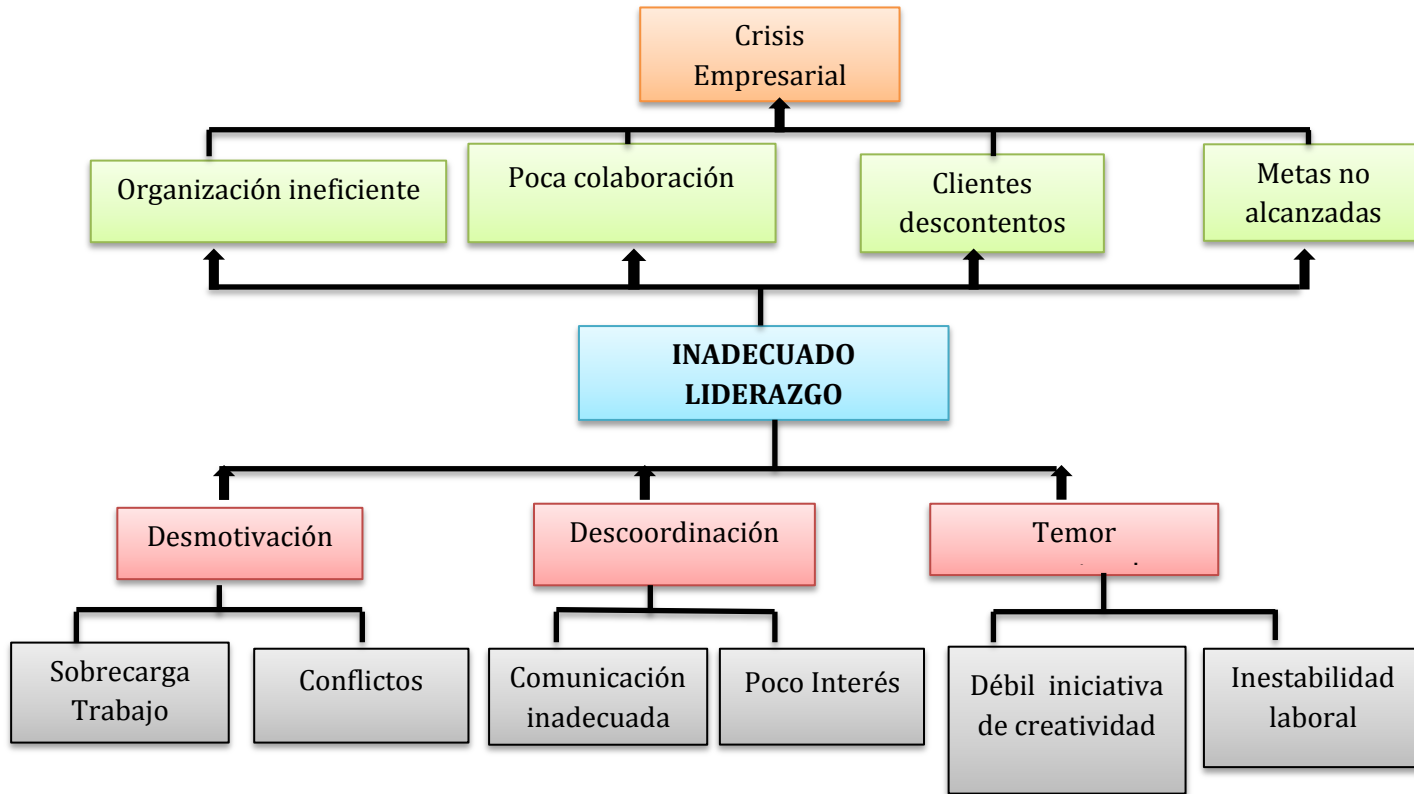 Crisis
Empresarial
Organización ineficiente
Poca colaboración
Clientes
descontentos
Metas no
alcanzadas
INADECUADO
LIDERAZGO
Desmotivación
Descoordinación
Temor
Sobrecarga
Trabajo
Conflictos
Comunicación
inadecuada
Poco Interés
Débil iniciativa
de creatividad
Inestabilidad
laboral